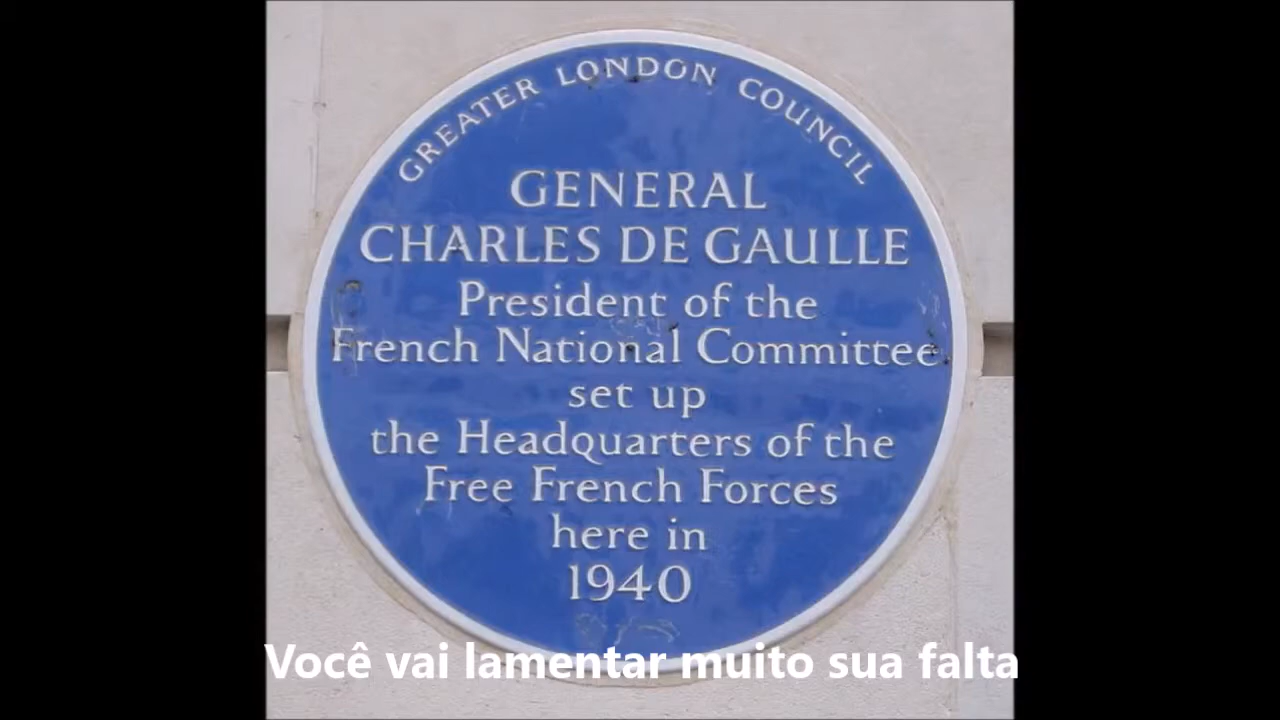 GREATER LONDON COUNCIL
GENERAL
CHARLES DE GAULLE
President of the
French National Committee
set up
the Headquarters of the
Free French Forces
here in
1940
Você vai lamentar muito sua falta